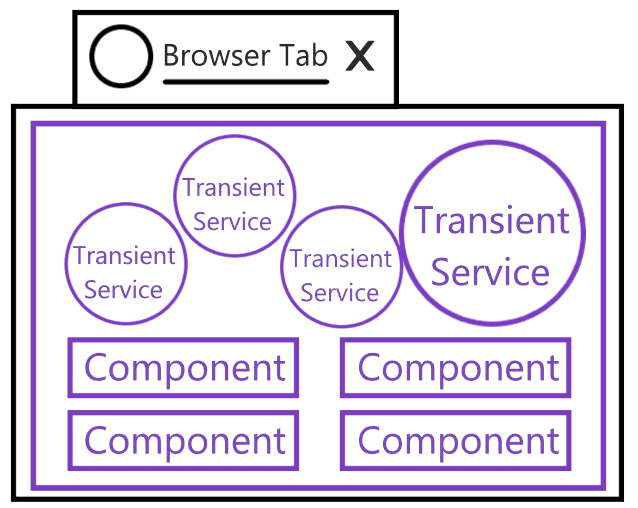 Browser Tab X
Transient
Service
Transient
Service
Transient
Service
Transient
Service
Component
Component
Component
Component